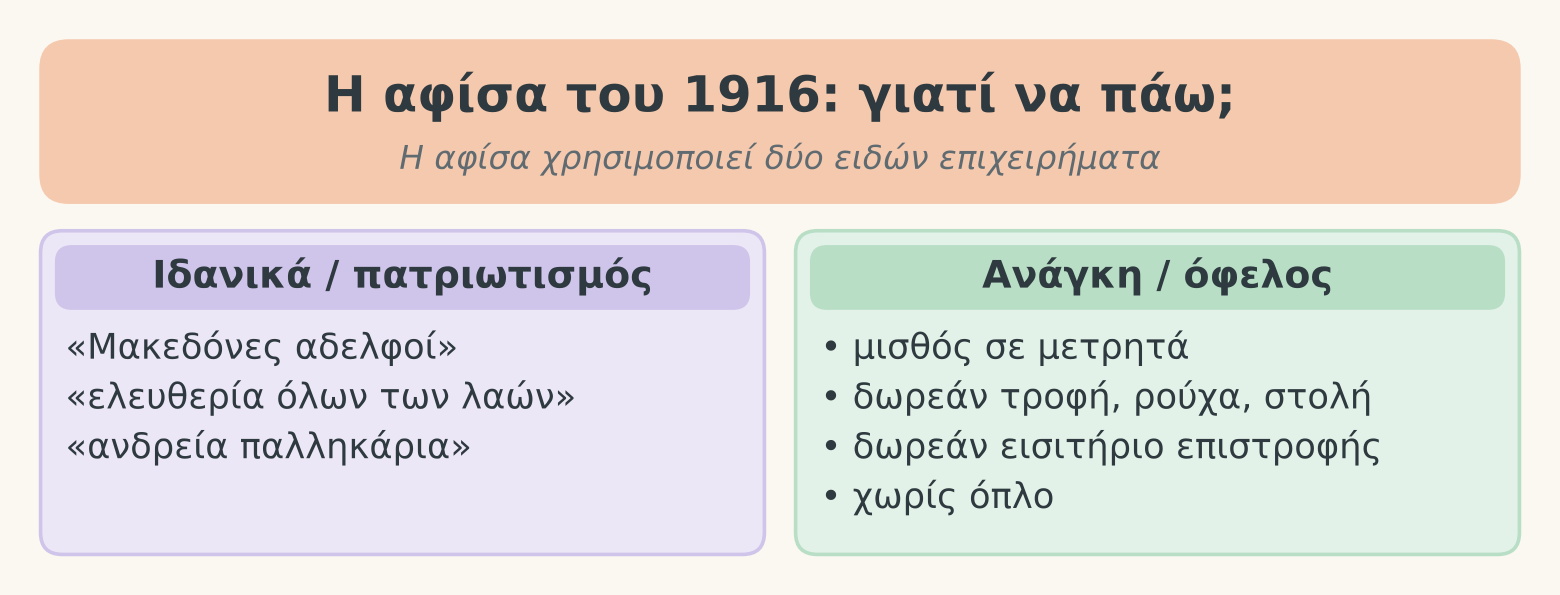 Η αφίσα του 1916: γιατί να πάω;
Η αφίσα χρησιμοποιεί δύο ειδών επιχειρήματα
Ιδανικά / πατριωτισμός
«Μακεδόνες αδελφοί»
«ελευθερία όλων των λαών»
«ανδρεία παλληκάρια»
Ανάγκη / όφελος
• μισθός σε μετρητά
• δωρεάν τροφή, ρούχα, στολή
• δωρεάν εισιτήριο επιστροφής
• χωρίς όπλο